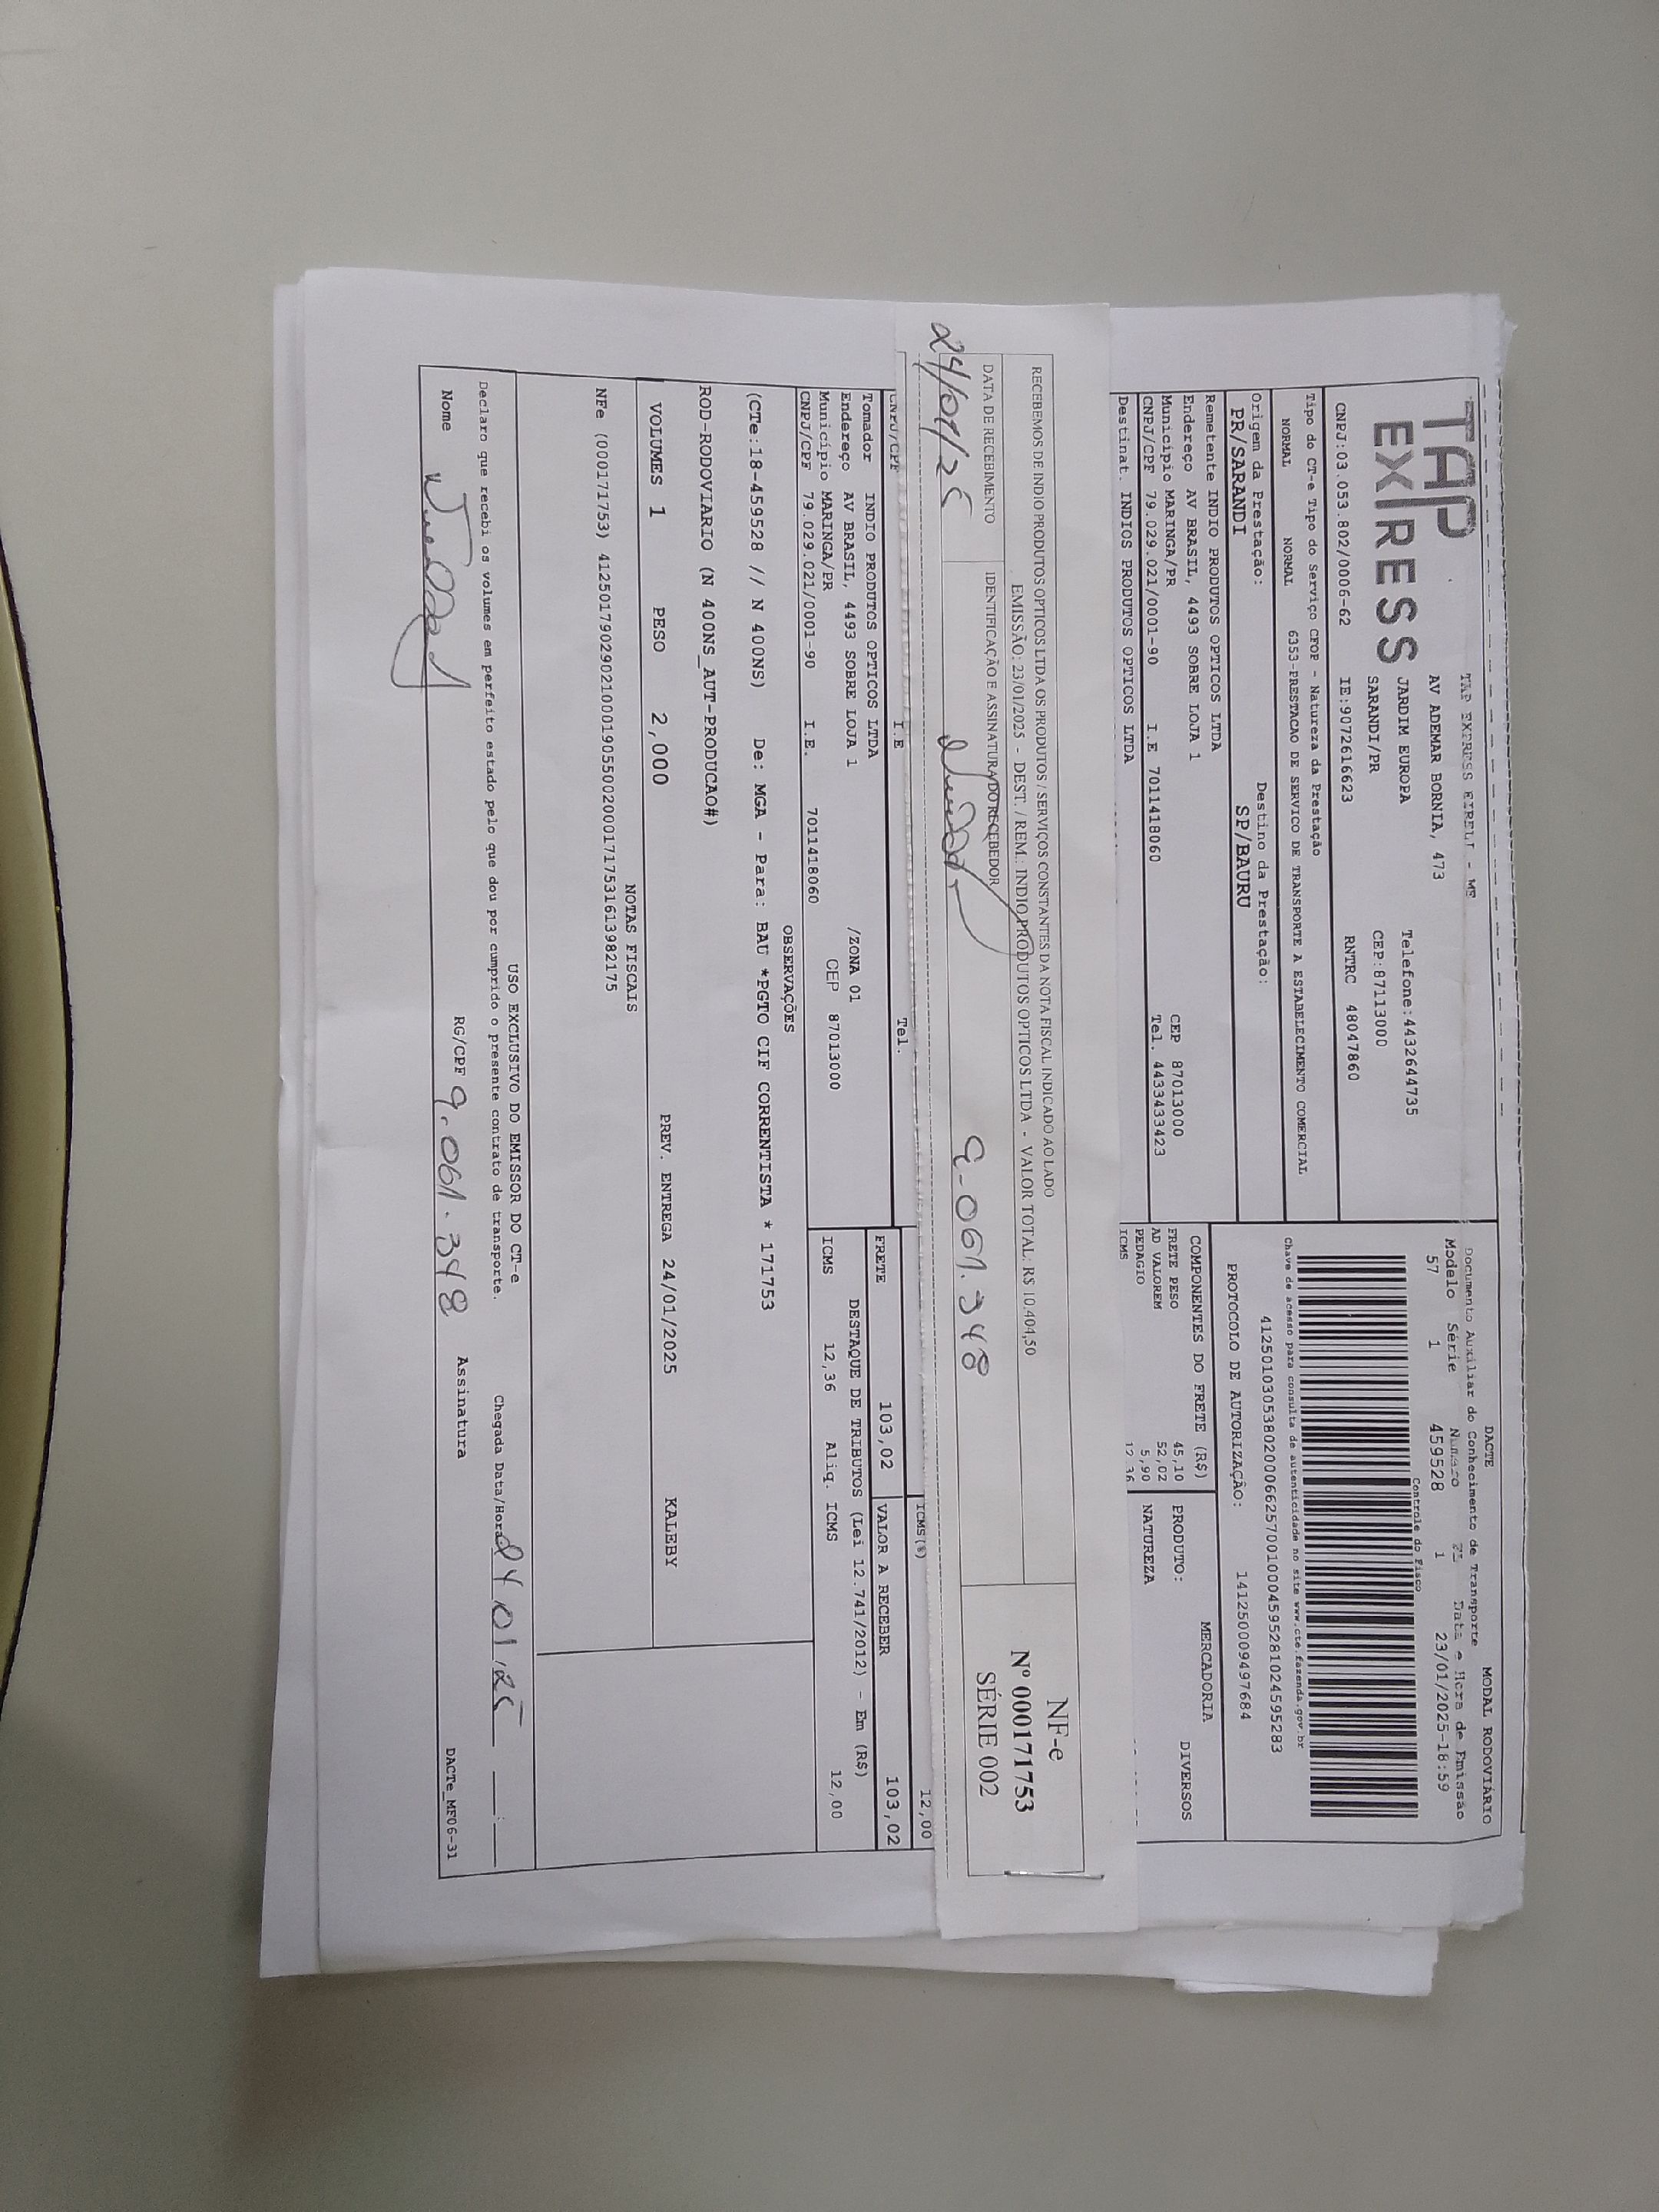 TAP
EXPRESS
TAP EXPRESS EIRELI - ME
AV ADEMAR BORNIA, 473
JARDIM EUROPA
SARANDI/PR
Telefone:4432644735
CEP:87113000
CNPJ:03.053.802/0006-62 IE:9072616623 RNTRC 48047860
DACTE MODAL RODOVIÁRIO
Documento Auxiliar do Conhecimento de Transporte
Modelo Série Número FL Data e Hora de Emissão
57 1 459528 1 23/01/2025-18:59
Controle do Fisco
Tipo do CT-e Tipo do Serviço CFOP - Natureza da Prestação
NORMAL NORMAL 6353-PRESTACAO DE SERVICO DE TRANSPORTE A ESTABELECIMENTO COMERCIAL
Chave de acesso para consulta de autenticidade no site www.cte.fazenda.gov.br
41250103053802000662570010004595281024595283
Origem da Prestação: Destino da Prestação:
PR/SARANDI SP/BAURU
PROTOCOLO DE AUTORIZAÇÃO: 141250009497684
Remetente INDIO PRODUTOS OPTICOS LTDA
Endereço AV BRASIL, 4493 SOBRE LOJA 1
Município MARINGA/PR CEP 87013000
CNPJ/CPF 79.029.021/0001-90 I.E 7011418060 Tel. 4433433423
Destinat. INDIOS PRODUTOS OPTICOS LTDA
COMPONENTES DO FRETE (R$)
FRETE PESO 45,10
AD VALOREM 52,02
PEDAGIO 5,90
ICMS 12,36
MERCADORIA
PRODUTO: DIVERSOS
NATUREZA
RECEBEMOS DE INDIO PRODUTOS OPTICOS LTDA OS PRODUTOS / SERVIÇOS CONSTANTES DA NOTA FISCAL INDICADO AO LADO
EMISSÃO: 23/01/2025 - DEST. / REM.: INDIO PRODUTOS OPTICOS LTDA - VALOR TOTAL: R$ 10.404,50
DATA DE RECEBIMENTO IDENTIFICAÇÃO E ASSINATURA DO RECEBEDOR
24/01/25 9.061.348
NF-e
Nº 000171753
SÉRIE 002
CNPJ/CPF I.E Tel.
ICMS(%) 12,00
Tomador INDIO PRODUTOS OPTICOS LTDA
Endereço AV BRASIL, 4493 SOBRE LOJA 1 /ZONA 01
Município MARINGA/PR CEP 87013000
CNPJ/CPF 79.029.021/0001-90 I.E. 7011418060
FRETE 103,02 VALOR A RECEBER 103,02
DESTAQUE DE TRIBUTOS (Lei 12.741/2012) - Em (R$)
ICMS 12,36 Aliq. ICMS 12,00
OBSERVAÇÕES
(CTe:18-459528 // N 400NS) De: MGA - Para: BAU *PGTO CIF CORRENTISTA * 171753
ROD-RODOVIARIO (N 400NS_AUT-PRODUCAO#)
VOLUMES 1 PESO 2,000 PREV. ENTREGA 24/01/2025 KALEBY
NOTAS FISCAIS
NFe (000171753) 41250179029021000190550020001717531613982175
USO EXCLUSIVO DO EMISSOR DO CT-e
Declaro que recebi os volumes em perfeito estado pelo que dou por cumprido o presente contrato de transporte. Chegada Data/Hora 24 01 25
Nome RG/CPF 9.061.348 Assinatura
DACTe_MF06-31